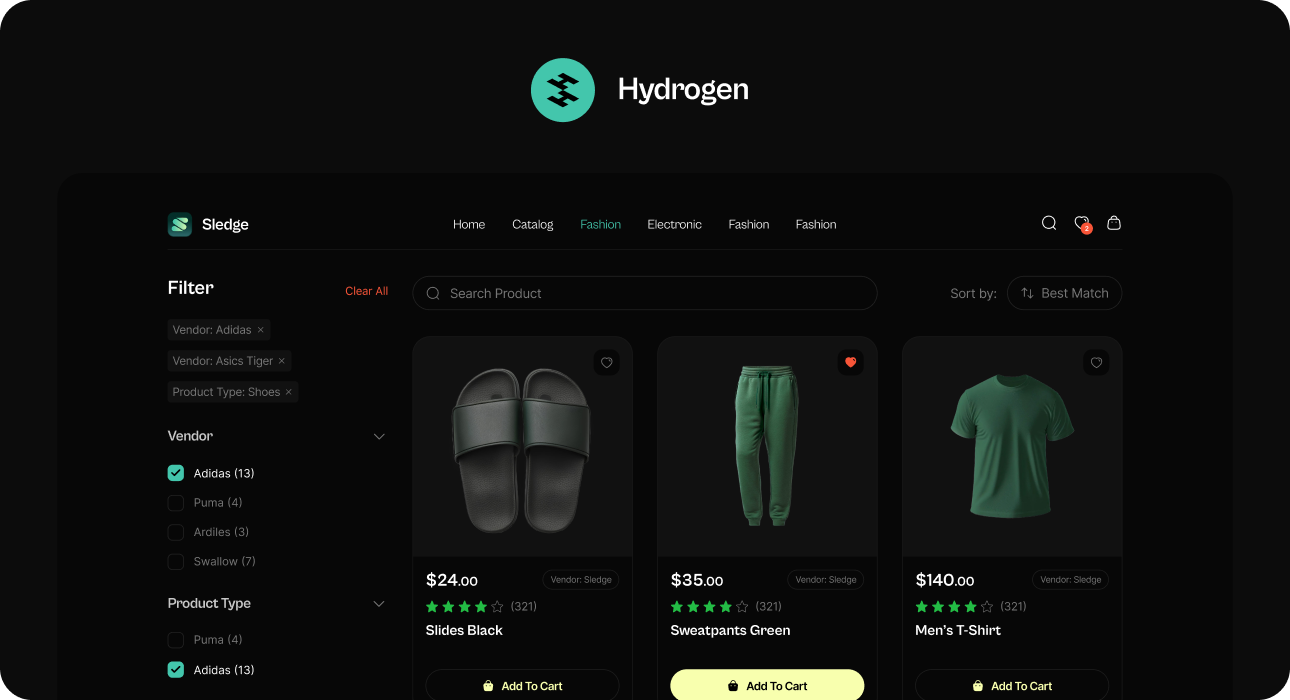 Hydrogen
Sledge
Home Catalog Fashion Electronic Fashion Fashion
2
Filter
Clear All
Vendor: Adidas ×
Vendor: Asics Tiger ×
Product Type: Shoes ×
Vendor
Adidas (13)
Puma (4)
Ardiles (3)
Swallow (7)
Product Type
Puma (4)
Adidas (13)
Search Product
Sort by: Best Match
$24.00 Vendor: Sledge
(321)
Slides Black
Add To Cart
$35.00 Vendor: Sledge
(321)
Sweatpants Green
Add To Cart
$140.00 Vendor: Sledge
(321)
Men’s T-Shirt
Add To Cart